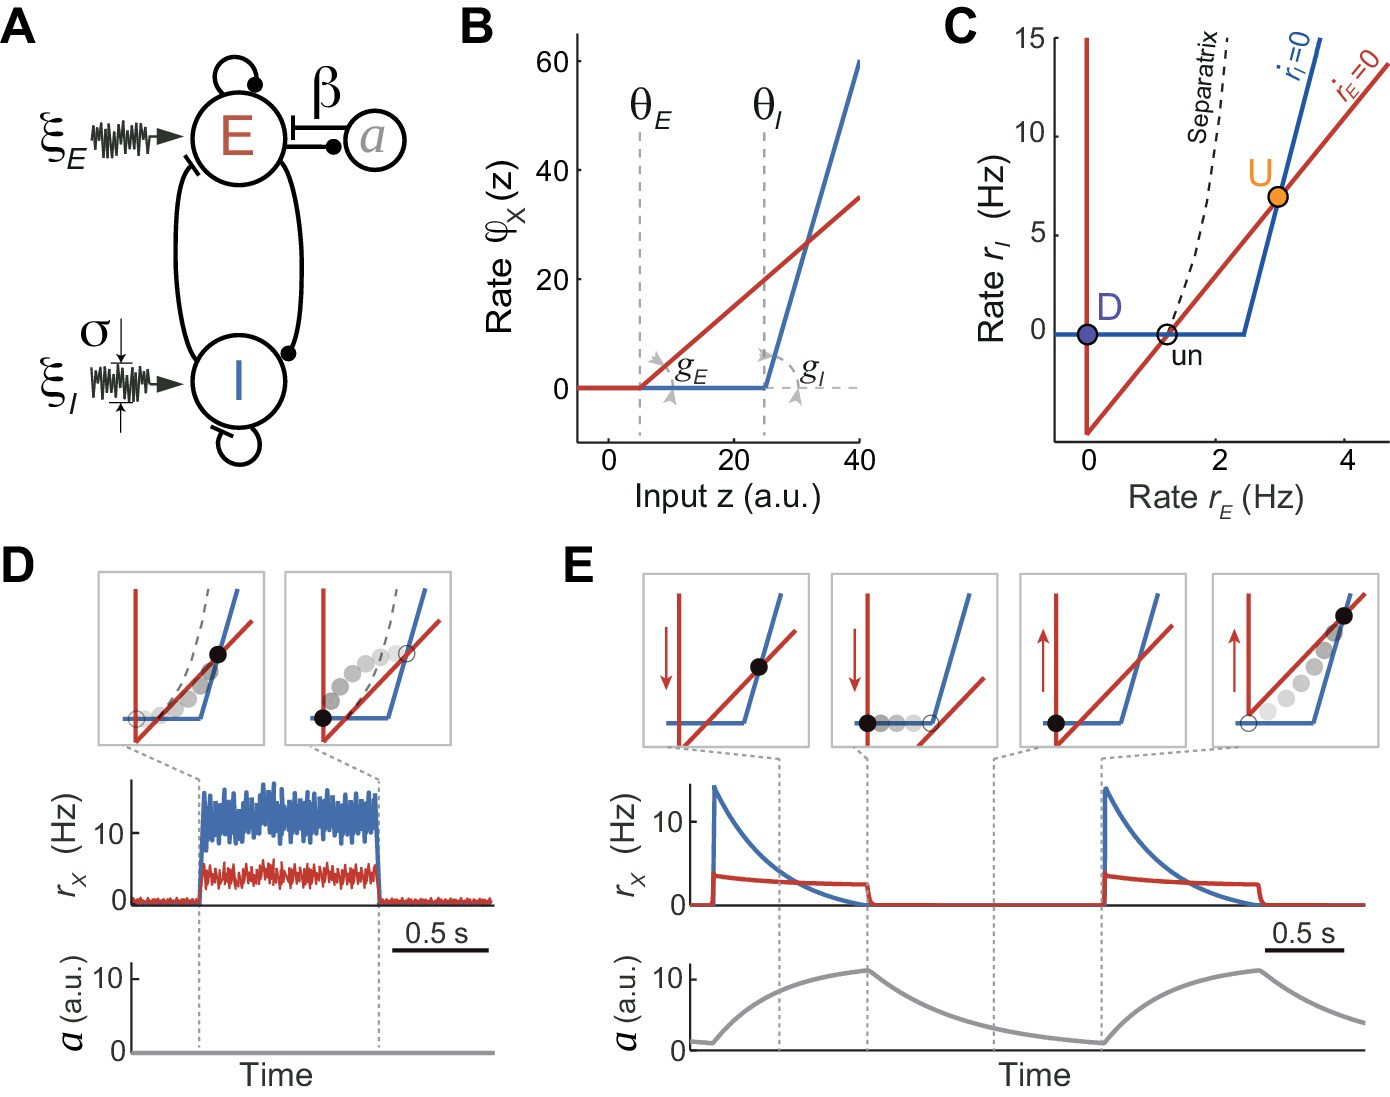 A
ξE
E
β
a
σ
ξI
I
B
Rate φX (z)
60
40
20
0
θE
θI
gE
gI
0
20
40
Input z (a.u.)
C
Rate rI (Hz)
15
10
5
0
Separatrix
ṙI=0
ṙE=0
U
D
un
0
2
4
Rate rE (Hz)
D
rX (Hz)
10
0
0.5 s
a (a.u.)
10
0
Time
E
rX (Hz)
10
0
0.5 s
a (a.u.)
10
0
Time